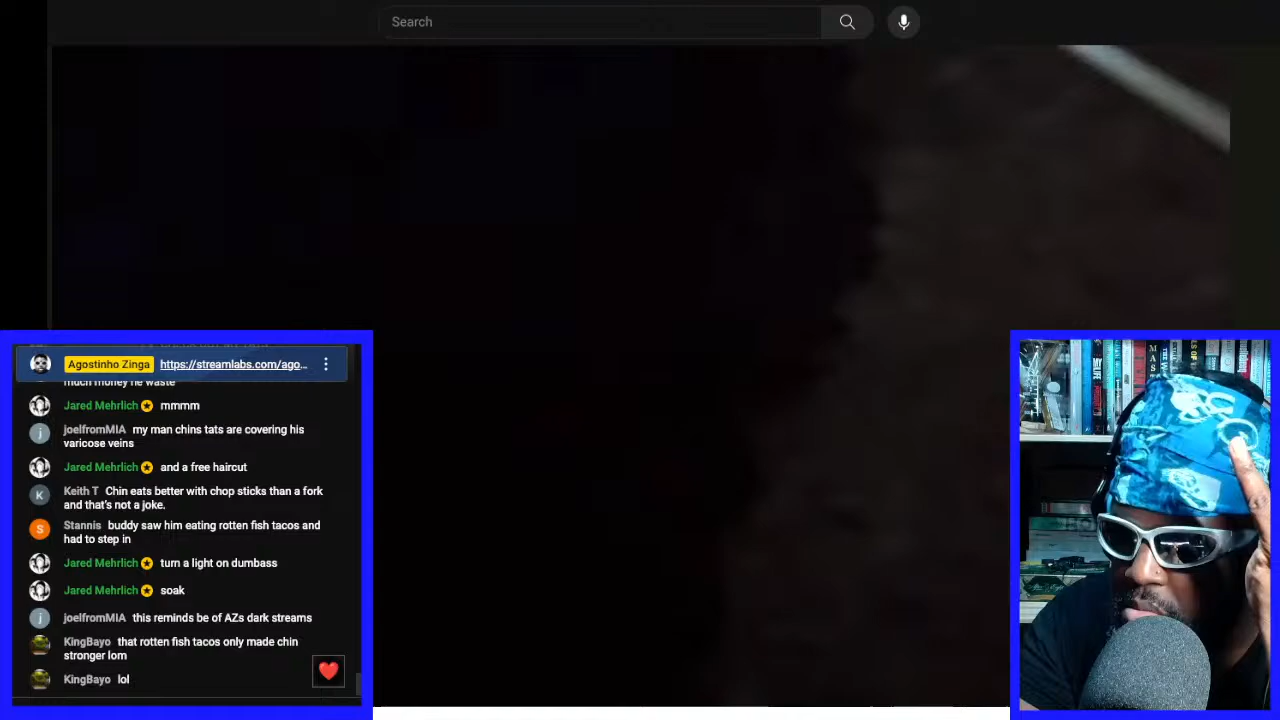 Search
Agostinho Zinga https://streamlabs.com/ago...
much money he waste
Jared Mehrlich mmmm
joelfromMIA my man chins tats are covering his
varicose veins
Jared Mehrlich and a free haircut
Keith T Chin eats better with chop sticks than a fork
and that's not a joke.
Stannis buddy saw him eating rotten fish tacos and
had to step in
Jared Mehrlich turn a light on dumbass
Jared Mehrlich soak
joelfromMIA this reminds be of AZs dark streams
KingBayo that rotten fish tacos only made chin
stronger lom
KingBayo lol